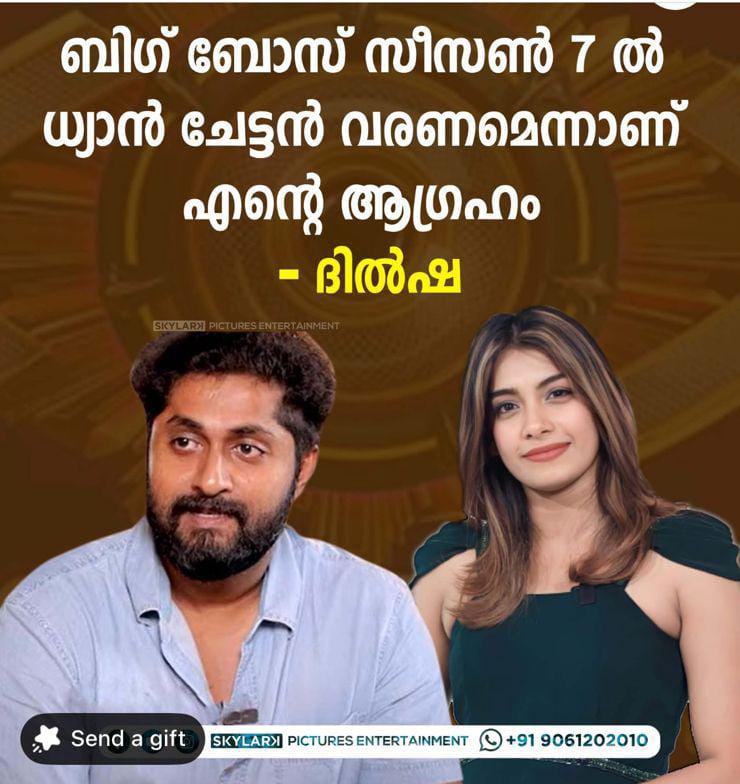 ബിഗ് ബോസ് സീസൺ 7 ൽ
ധ്യാൻ ചേട്ടൻ വരണമെന്നാണ്
എന്റെ ആഗ്രഹം
- ദിൽഷ
SKYLARK PICTURES ENTERTAINMENT
Send a gift SKYLARK PICTURES ENTERTAINMENT +91 9061202010